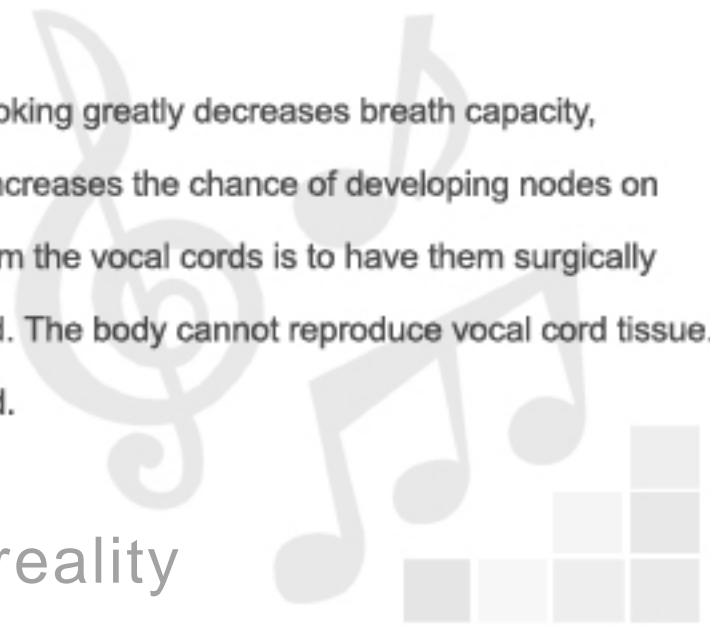 oking greatly decreases breath capacity,
ncreases the chance of developing nodes on
m the vocal cords is to have them surgically
d. The body cannot reproduce vocal cord tissue.
d.
reality